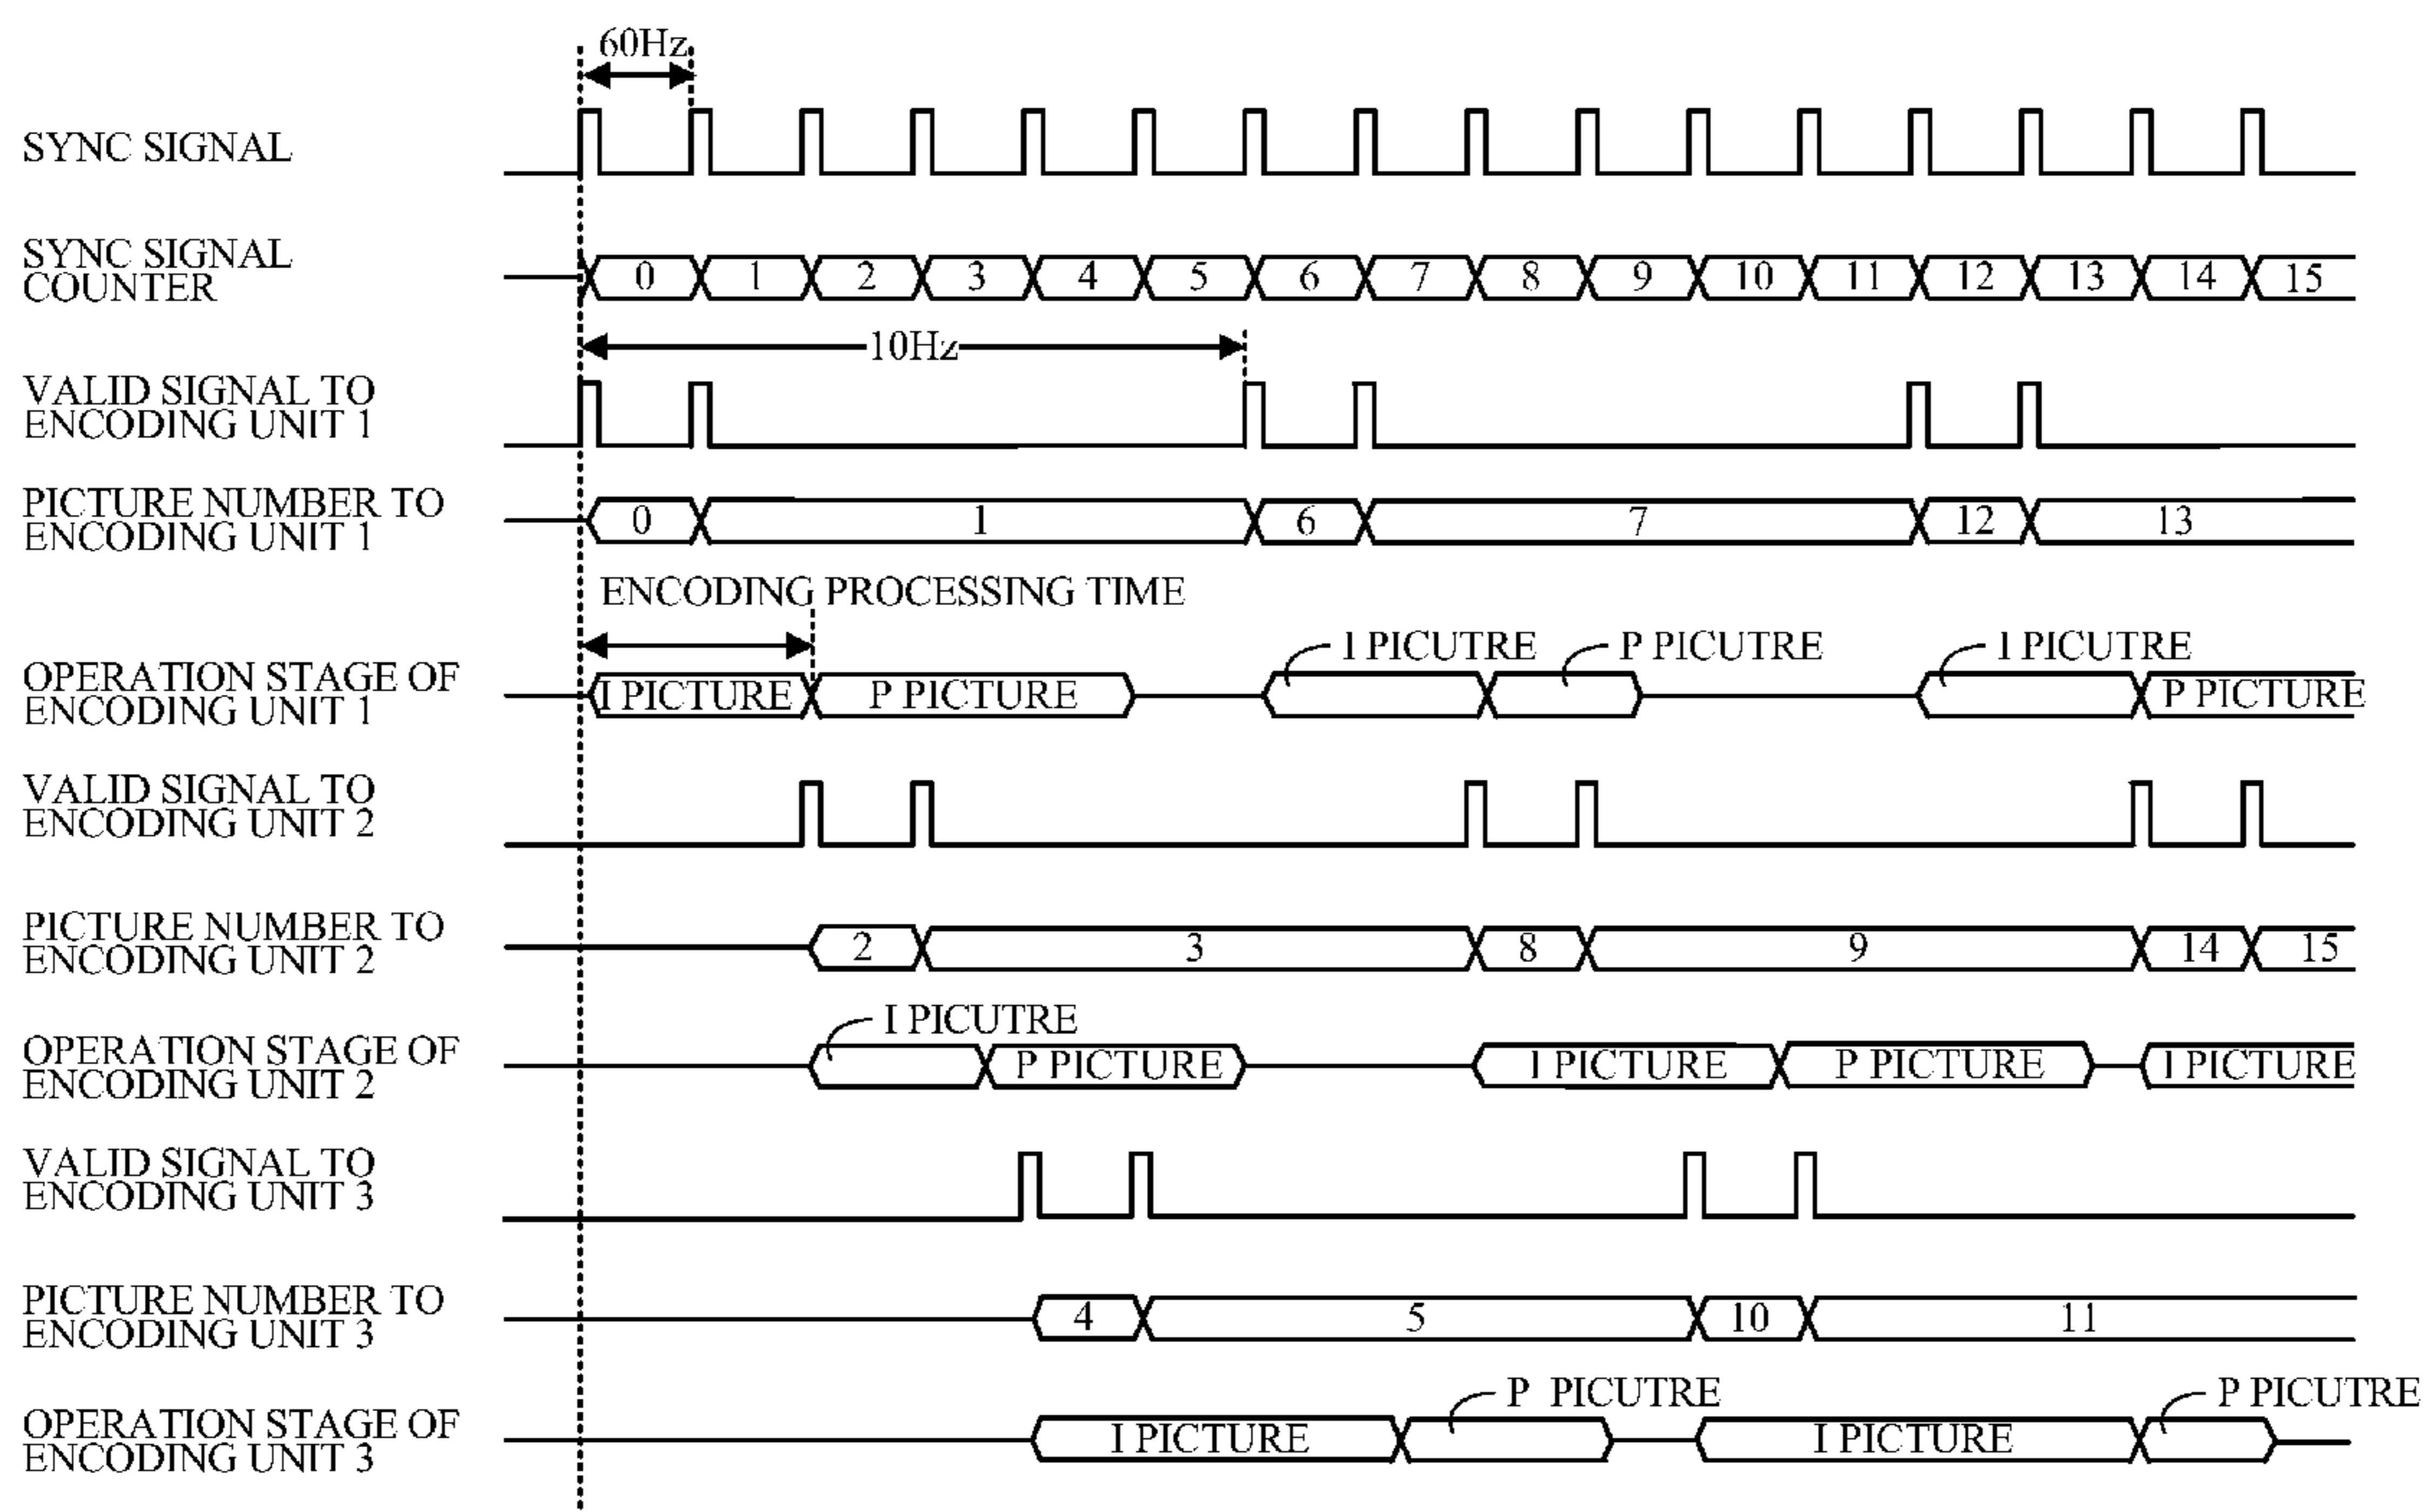 60Hz
SYNC SIGNAL
SYNC SIGNAL
COUNTER
0 1 2 3 4 5 6 7 8 9 10 11 12 13 14 15
10Hz
VALID SIGNAL TO
ENCODING UNIT 1
PICTURE NUMBER TO
ENCODING UNIT 1
0 1 6 7 12 13
ENCODING PROCESSING TIME
I PICUTRE P PICUTRE I PICUTRE
OPERATION STAGE OF
ENCODING UNIT 1
I PICTURE P PICTURE P PICTURE
VALID SIGNAL TO
ENCODING UNIT 2
PICTURE NUMBER TO
ENCODING UNIT 2
2 3 8 9 14 15
I PICUTRE
OPERATION STAGE OF
ENCODING UNIT 2
P PICTURE I PICTURE P PICTURE I PICTURE
VALID SIGNAL TO
ENCODING UNIT 3
PICTURE NUMBER TO
ENCODING UNIT 3
4 5 10 11
P PICUTRE P PICUTRE
OPERATION STAGE OF
ENCODING UNIT 3
I PICTURE I PICTURE